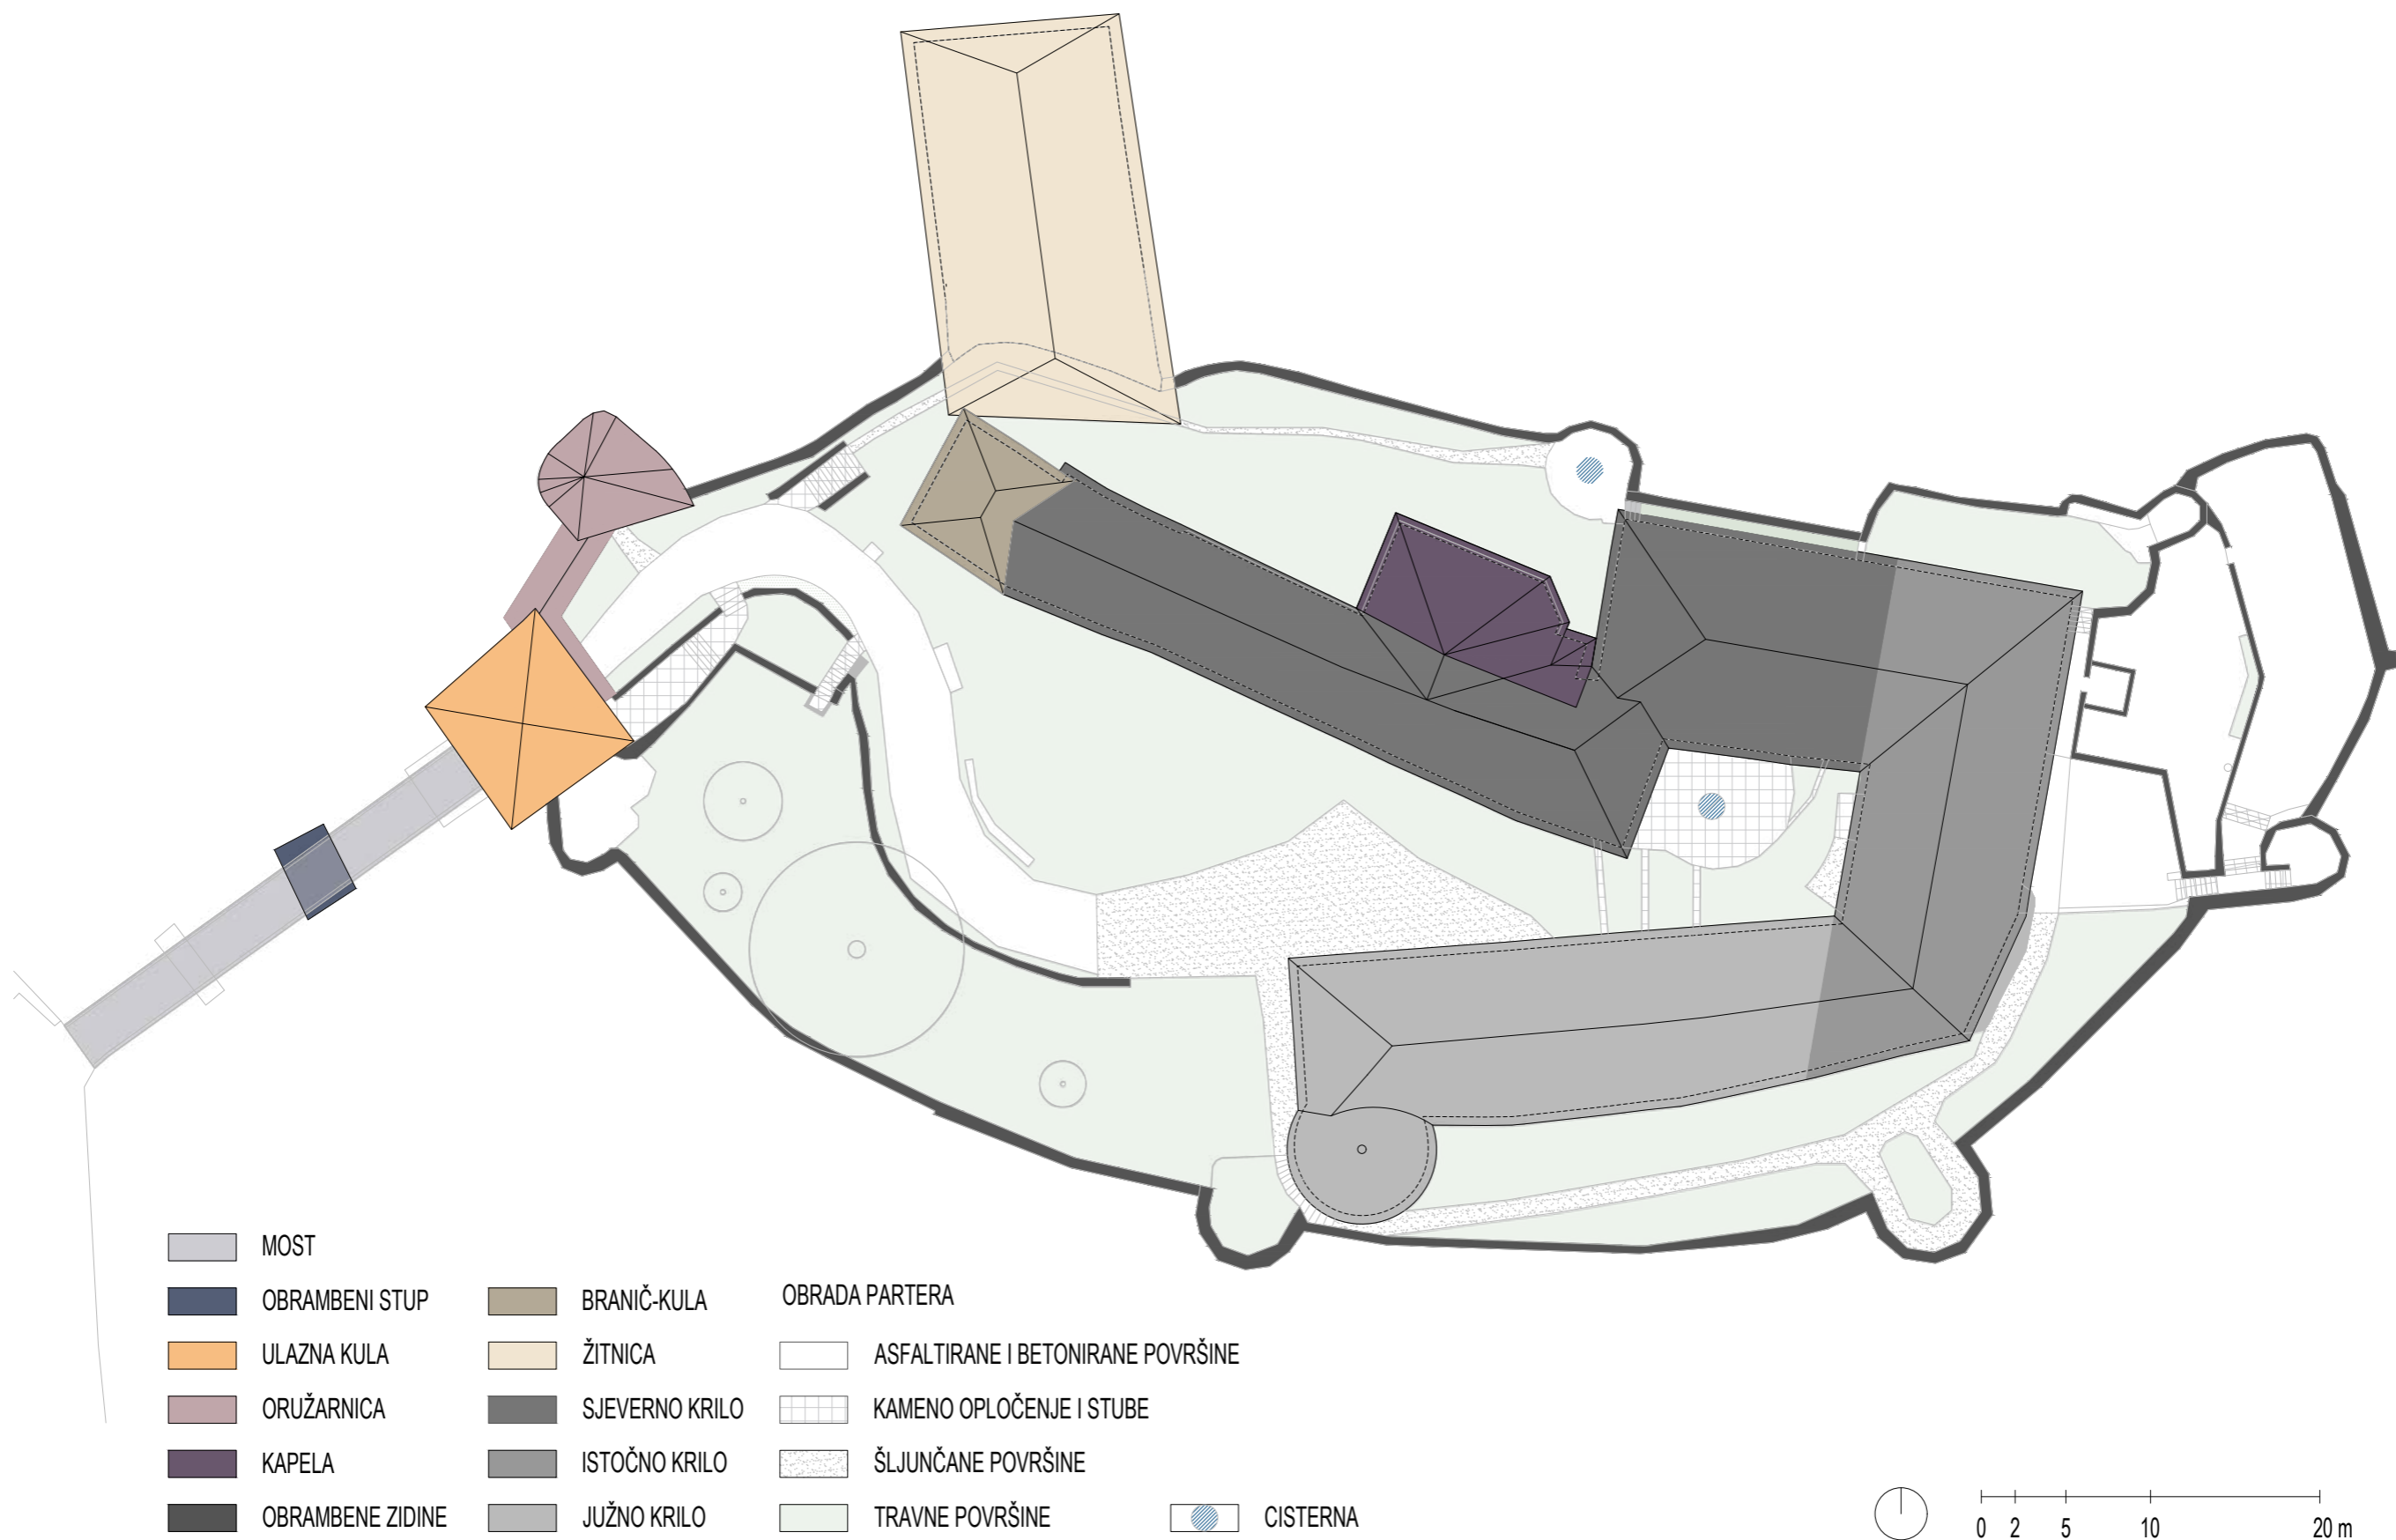 MOST
OBRAMBENI STUP
ULAZNA KULA
ORUŽARNICA
KAPELA
OBRAMBENE ZIDINE
BRANIČ-KULA
ŽITNICA
SJEVERNO KRILO
ISTOČNO KRILO
JUŽNO KRILO
OBRADA PARTERA
ASFALTIRANE I BETONIRANE POVRŠINE
KAMENO OPLOČENJE I STUBE
ŠLJUNČANE POVRŠINE
TRAVNE POVRŠINE
CISTERNA
0 2 5 10 20 m